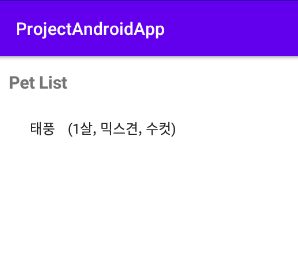 ProjectAndroidApp
Pet List
태풍 (1살, 믹스견, 수컷)